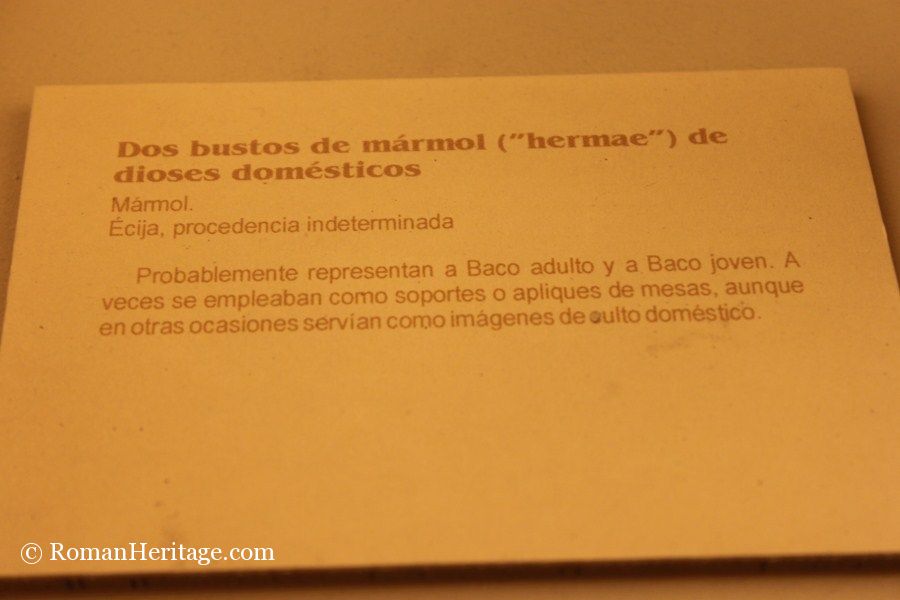 Dos bustos de mármol ("hermae") de
dioses domésticos
Mármol.
Écija, procedencia indeterminada
Probablemente representan a Baco adulto y a Baco joven. A
veces se empleaban como soportes o apliques de mesas, aunque
en otras ocasiones servían como imágenes de culto doméstico.
© RomanHeritage.com